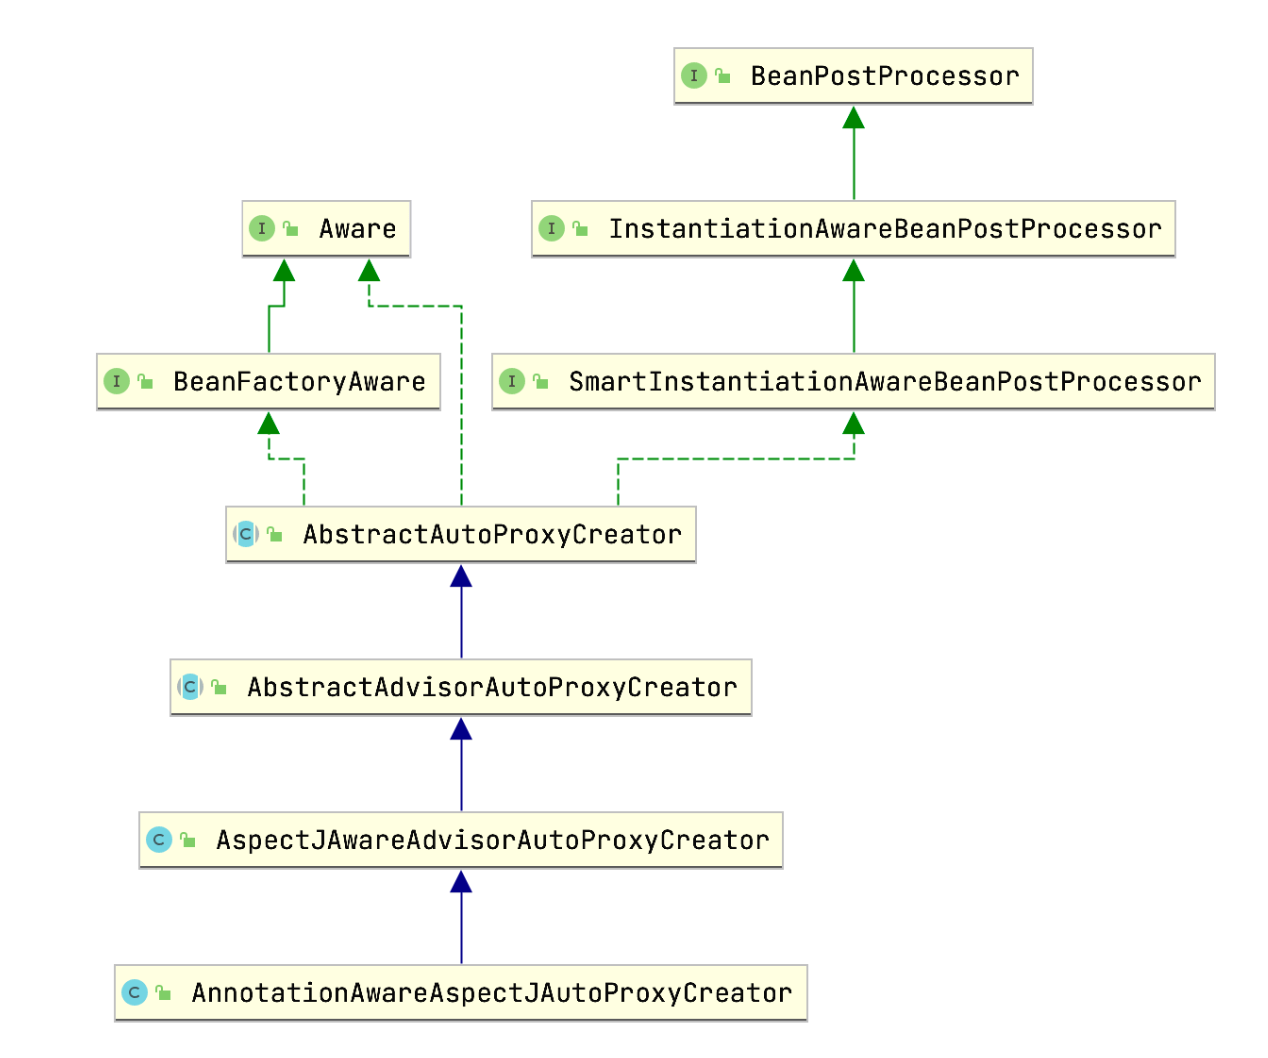 I BeanPostProcessor
I Aware
I InstantiationAwareBeanPostProcessor
I BeanFactoryAware
I SmartInstantiationAwareBeanPostProcessor
C AbstractAutoProxyCreator
C AbstractAdvisorAutoProxyCreator
C AspectJAwareAdvisorAutoProxyCreator
C AnnotationAwareAspectJAutoProxyCreator